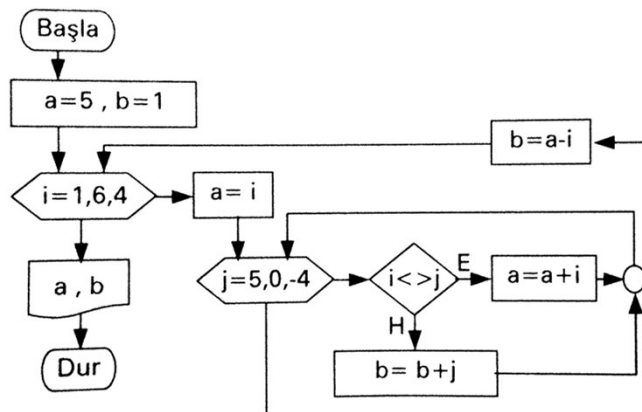 Başla
a=5 , b=1
b=a-i
i=1,6,4
a= i
j=5,0,-4
i<>j
E
a=a+i
a , b
H
b= b+j
Dur